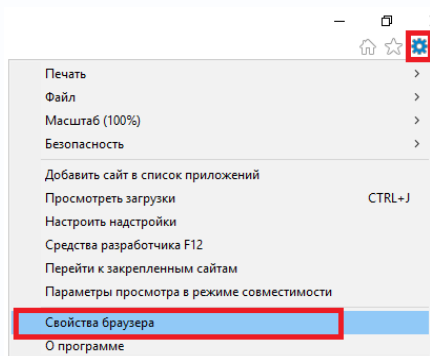 Печать
Файл
Масштаб (100%)
Безопасность
Добавить сайт в список приложений
Просмотреть загрузки CTRL+J
Настроить надстройки
Средства разработчика F12
Перейти к закрепленным сайтам
Параметры просмотра в режиме совместимости
Свойства браузера
О программе